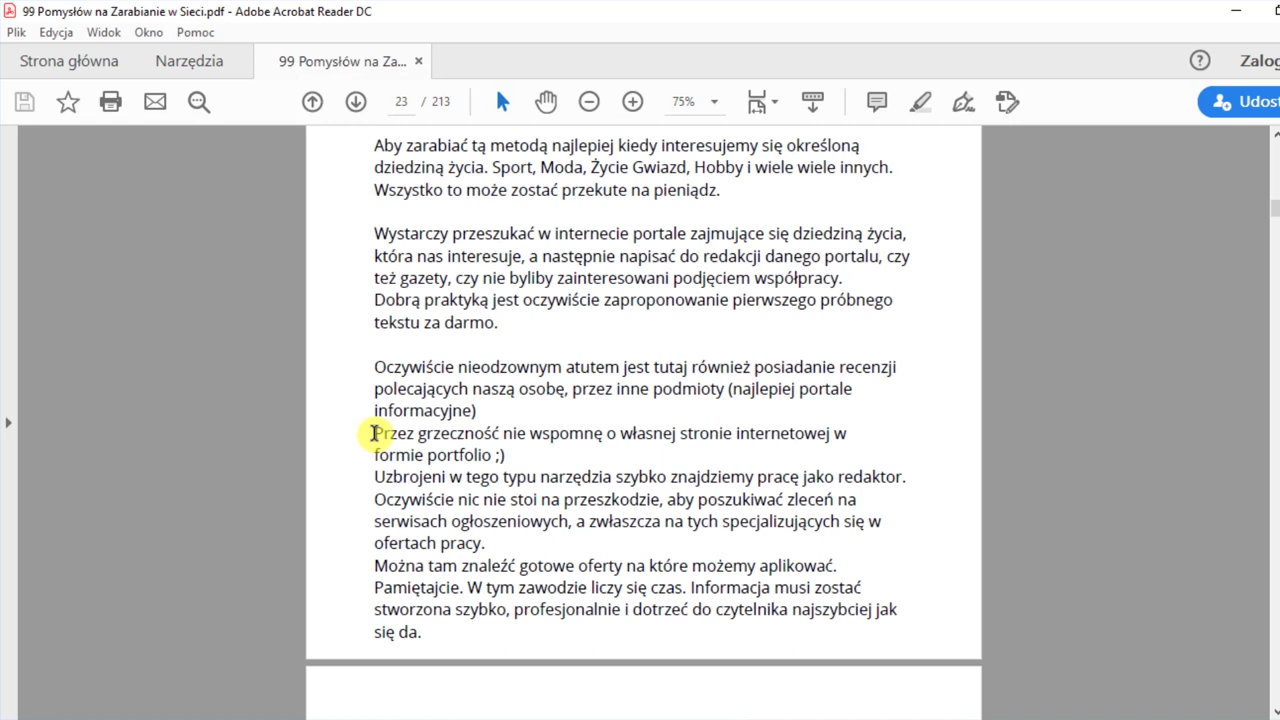 99 Pomysłów na Zarabianie w Sieci.pdf - Adobe Acrobat Reader DC
Plik Edycja Widok Okno Pomoc
Strona główna Narzędzia 99 Pomysłów na Za... ×
23 / 213 75%
Aby zarabiać tą metodą najlepiej kiedy interesujemy się określoną
dziedziną życia. Sport, Moda, Życie Gwiazd, Hobby i wiele wiele innych.
Wszystko to może zostać przekute na pieniądz.
Wystarczy przeszukać w internecie portale zajmujące się dziedziną życia,
która nas interesuje, a następnie napisać do redakcji danego portalu, czy
też gazety, czy nie byliby zainteresowani podjęciem współpracy.
Dobrą praktyką jest oczywiście zaproponowanie pierwszego próbnego
tekstu za darmo.
Oczywiście nieodzownym atutem jest tutaj również posiadanie recenzji
polecających naszą osobę, przez inne podmioty (najlepiej portale
informacyjne)
Przez grzeczność nie wspomnę o własnej stronie internetowej w
formie portfolio ;)
Uzbrojeni w tego typu narzędzia szybko znajdziemy pracę jako redaktor.
Oczywiście nic nie stoi na przeszkodzie, aby poszukiwać zleceń na
serwisach ogłoszeniowych, a zwłaszcza na tych specjalizujących się w
ofertach pracy.
Można tam znaleźć gotowe oferty na które możemy aplikować.
Pamiętajcie. W tym zawodzie liczy się czas. Informacja musi zostać
stworzona szybko, profesjonalnie i dotrzeć do czytelnika najszybciej jak
się da.